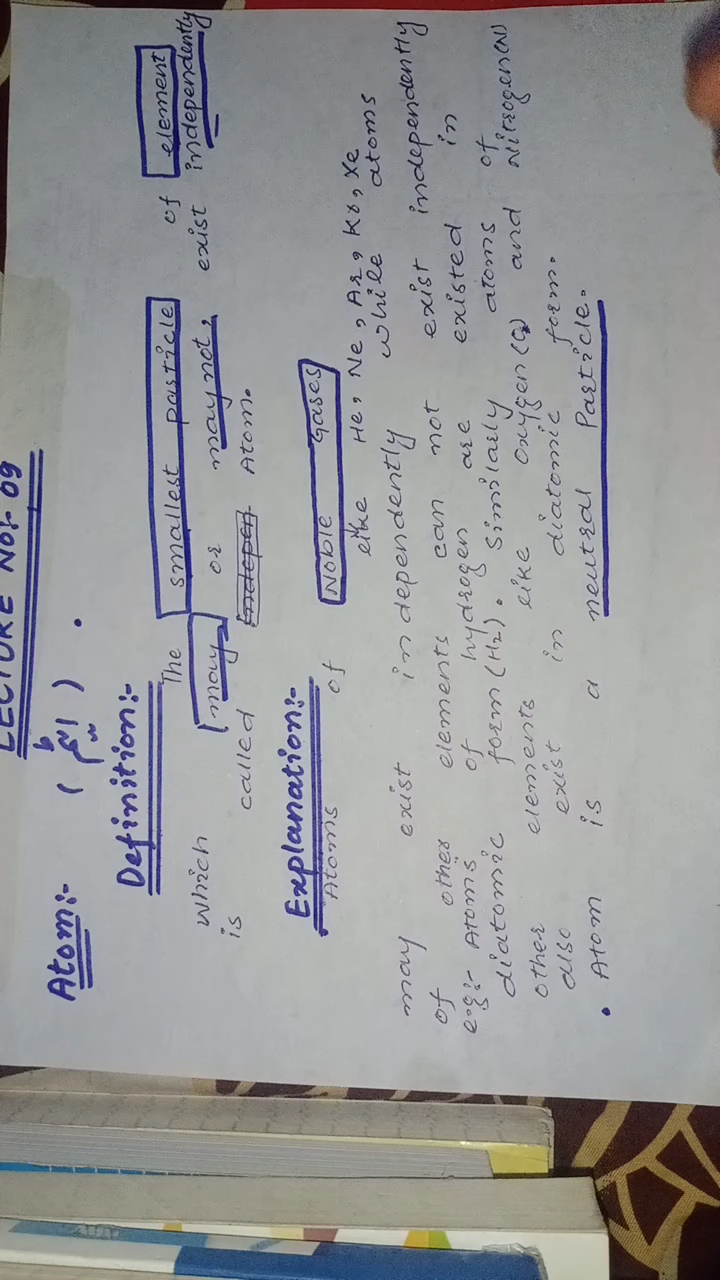 LECTURE NO:- 09
Atom:- ( ایٹم ) .
Definition:-
The smallest particle of element
which may or may not, exist independently
is called Atom.
Explanation:-
Atoms of Noble Gases
like He, Ne, Ar, Kr, Xe
may exist independently while atoms
of other elements can not exist independently
e.g:- Atoms of hydrogen are existed in
diatomic form (H₂). Similarly atoms of
other elements like oxygen (O₂) and Nitrogen (N)
also exist in diatomic form.
• Atom is a neutral Particle.